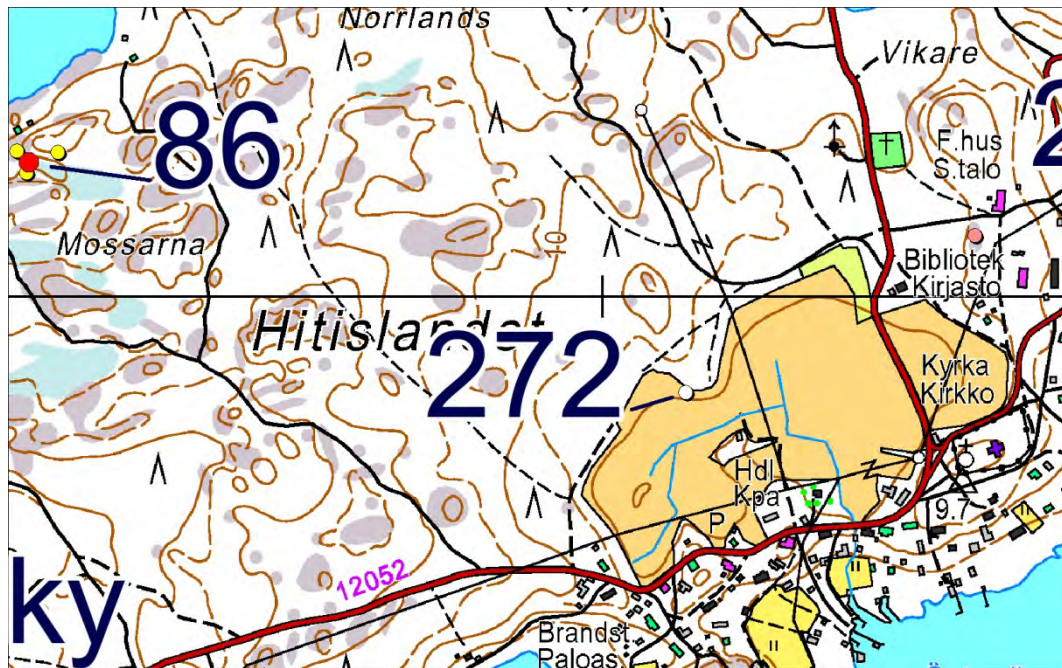 Norrlands
Vikare
86
F.hus
S.talo
Mossarna
10
Bibliotek
Kirjasto
Hitislandet
272
Kyrka
Kirkko
Hdl
Kpa
P
9.7
12052
ky
Brandst.
Paloas.